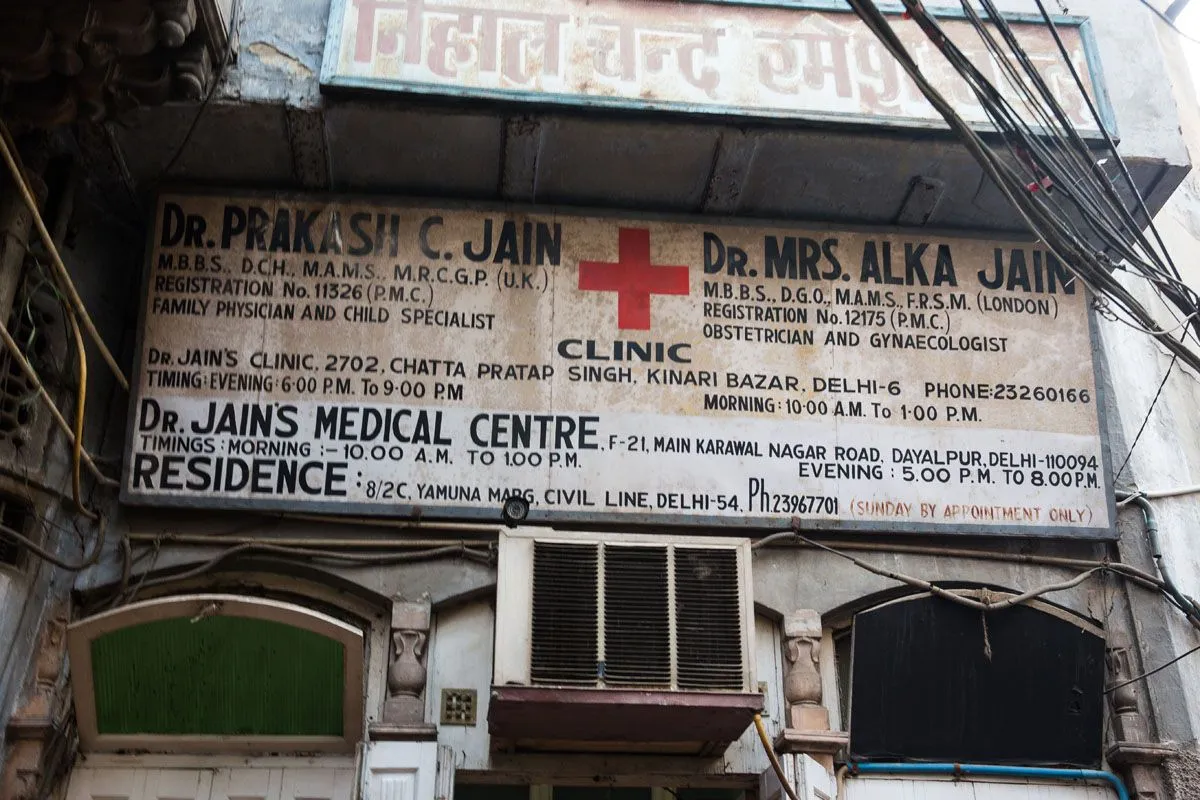 निहाल चन्द रमेश चन्द
DR. PRAKASH C. JAIN
M.B.B.S., D.C.H., M.A.M.S., M.R.C.G.P. (U.K.)
REGISTRATION No. 11326 (P.M.C.)
FAMILY PHYSICIAN AND CHILD SPECIALIST
DR. MRS. ALKA JAIN
M.B.B.S., D.G.O., M.A.M.S., F.R.S.M. (LONDON)
REGISTRATION No. 12175 (P.M.C.)
OBSTETRICIAN AND GYNAECOLOGIST
CLINIC
DR. JAIN'S CLINIC, 2702, CHATTA PRATAP SINGH, KINARI BAZAR, DELHI-6 PHONE:23260166
TIMING:EVENING:6:00 P.M. To 9:00 P.M MORNING:10:00 A.M. To 1:00 P.M.
DR. JAIN'S MEDICAL CENTRE, F-21, MAIN KARAWAL NAGAR ROAD, DAYALPUR, DELHI-110094
TIMINGS : MORNING :- 10.00 A.M. TO 1.00 P.M. EVENING : 5.00 P.M. TO 8.00 P.M.
RESIDENCE : 8/2C, YAMUNA MARG, CIVIL LINE, DELHI-54. Ph.23967701 (SUNDAY BY APPOINTMENT ONLY)